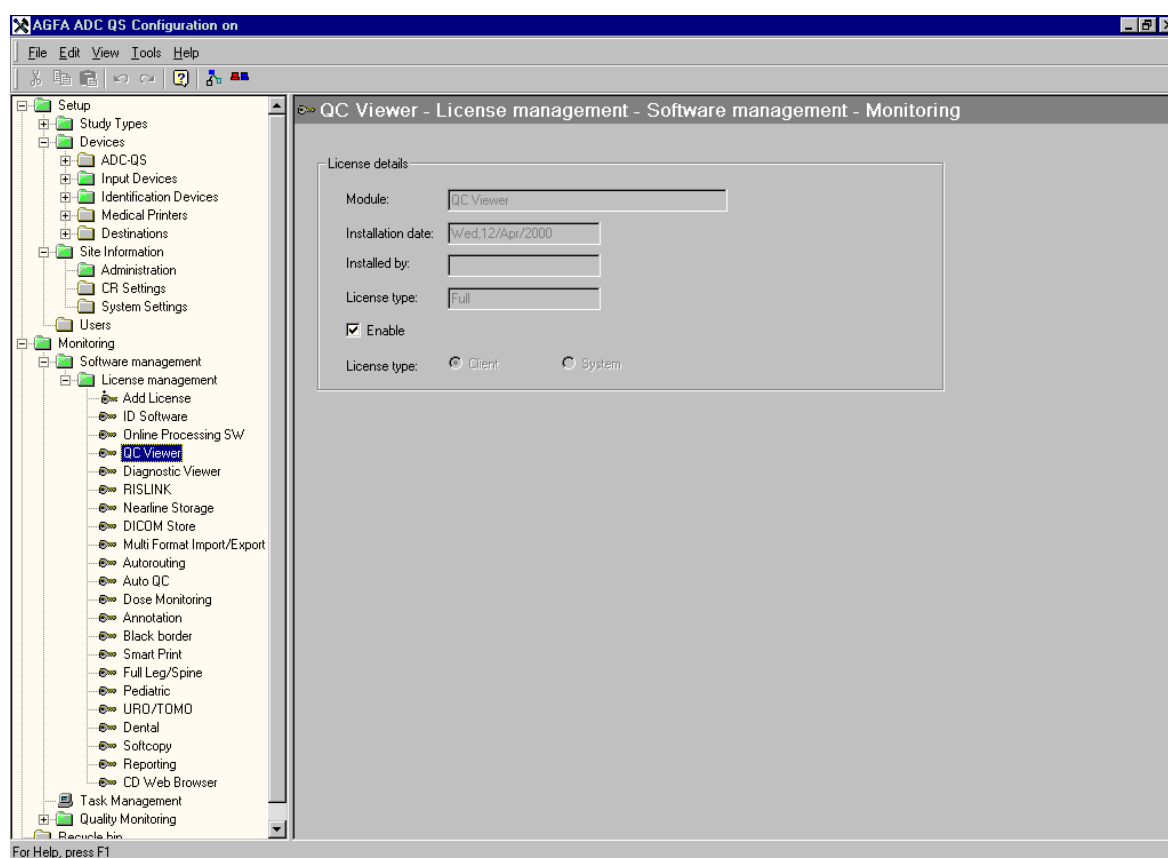 AGFA ADC QS Configuration on
File Edit View Tools Help
Setup
Study Types
Devices
ADC-QS
Input Devices
Identification Devices
Medical Printers
Destinations
Site Information
Administration
CR Settings
System Settings
Users
Monitoring
Software management
License management
Add License
ID Software
Online Processing SW
QC Viewer
Diagnostic Viewer
RISLINK
Nearline Storage
DICOM Store
Multi Format Import/Export
Autorouting
Auto QC
Dose Monitoring
Annotation
Black border
Smart Print
Full Leg/Spine
Pediatric
URO/TOMO
Dental
Softcopy
Reporting
CD Web Browser
Task Management
Quality Monitoring
Recycle bin
QC Viewer - License management - Software management - Monitoring
License details
Module: QC Viewer
Installation date: Wed,12/Apr/2000
Installed by:
License type: Full
Enable
License type: Client System
For Help, press F1